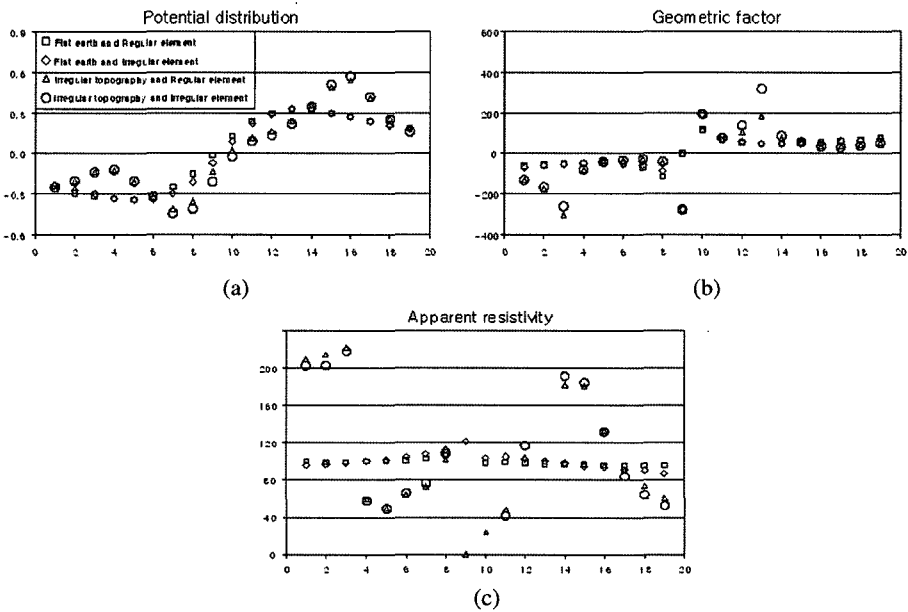 Potential distribution
0.9
0.6
0.5
0.0
-0.5
-0.6
Flat earth and Regular element
Flat earth and Irregular element
Irregular topography and Regular element
Irregular topography and Irregular element
0 2 4 6 8 10 12 14 16 18 20
(a)
Geometric factor
600
400
200
0
-200
-400
0 2 4 6 8 10 12 14 16 18 20
(b)
Apparent resistivity
200
160
120
80
40
0
0 2 4 6 8 10 12 14 16 18 20
(c)